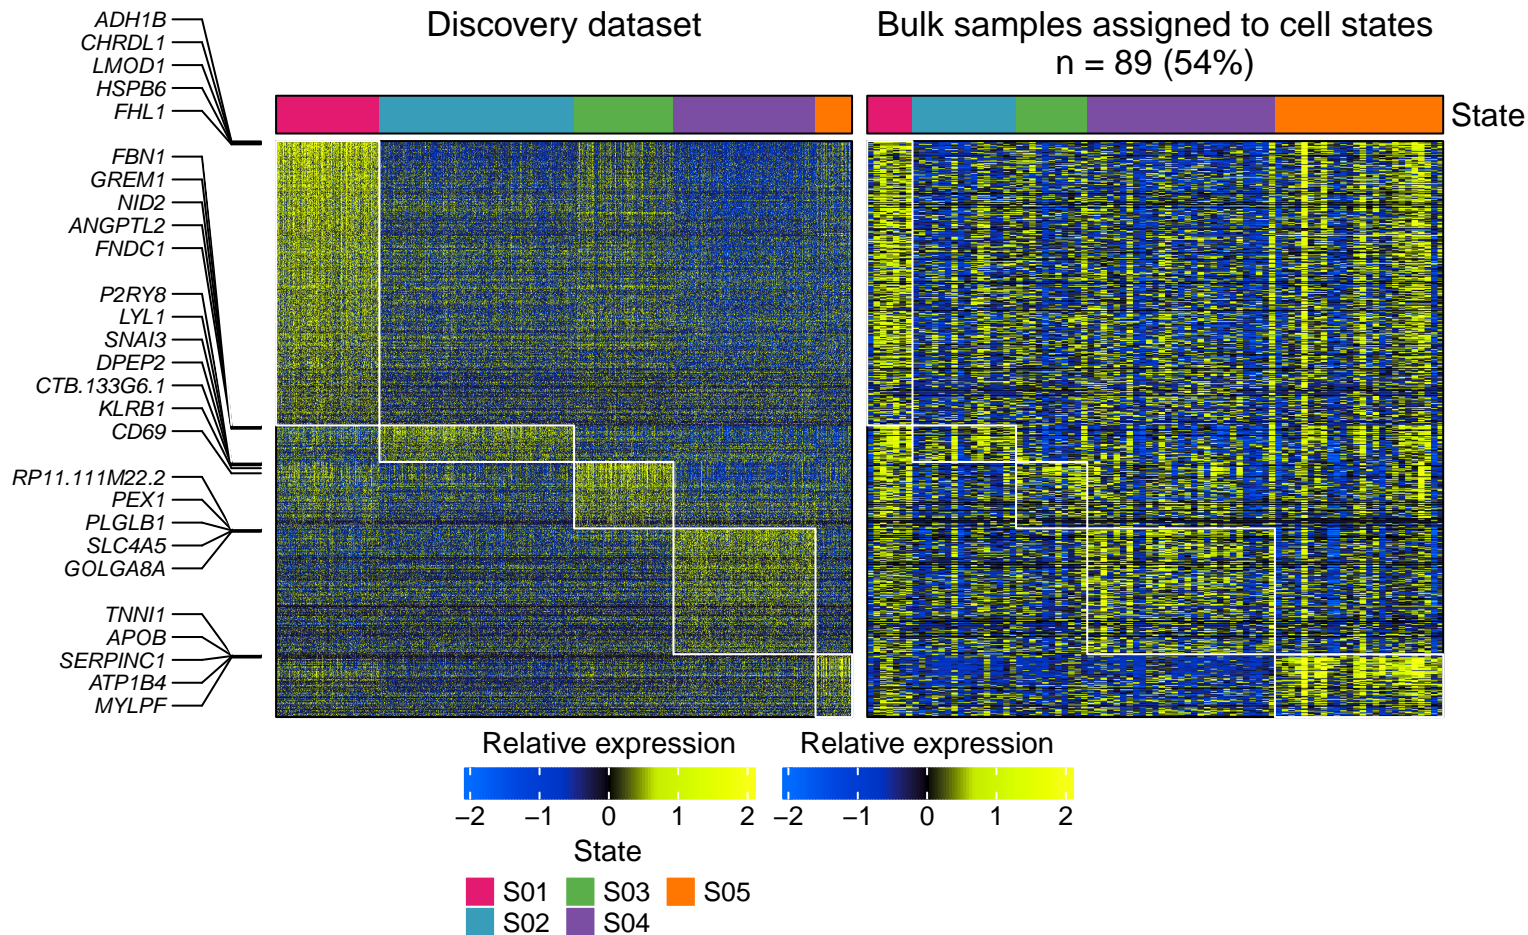 Discovery dataset
Bulk samples assigned to cell states
n = 89 (54%)
State
ADH1B
CHRDL1
LMOD1
HSPB6
FHL1
FBN1
GREM1
NID2
ANGPTL2
FNDC1
P2RY8
LYL1
SNAI3
DPEP2
CTB.133G6.1
KLRB1
CD69
RP11.111M22.2
PEX1
PLGLB1
SLC4A5
GOLGA8A
TNNI1
APOB
SERPINC1
ATP1B4
MYLPF
Relative expression
−2 −1 0 1 2
Relative expression
−2 −1 0 1 2
State
S01 S03 S05
S02 S04